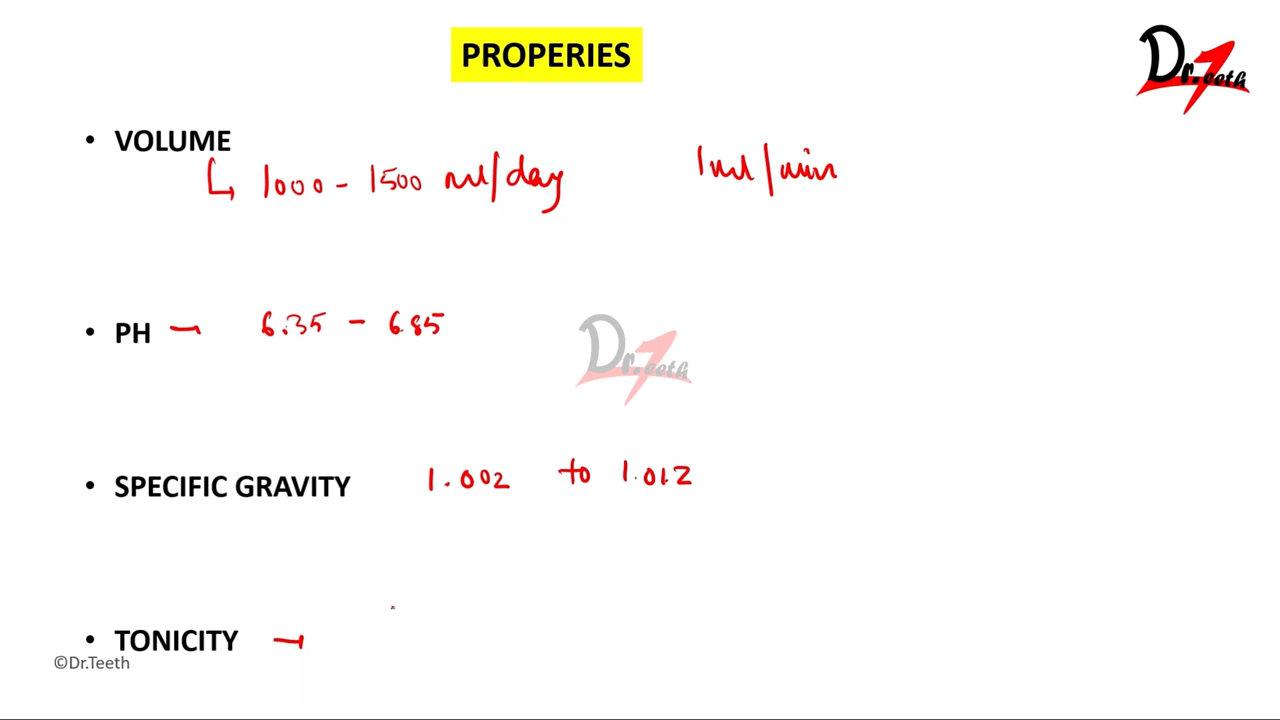 PROPERIES
Dr.Teeth
• VOLUME
1000 - 1500 ml/day 1ml/min
• PH – 6.35 – 6.85
Dr.Teeth
• SPECIFIC GRAVITY 1.002 to 1.012
• TONICITY –
©Dr.Teeth